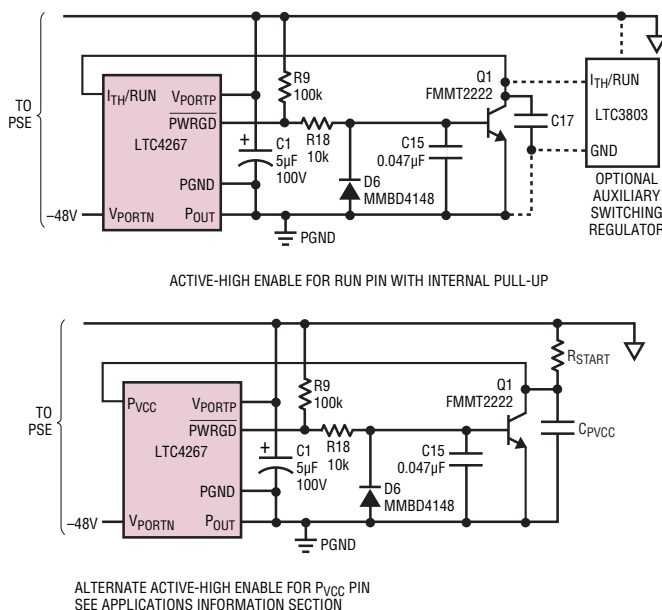 TO
PSE
–48V
I_TH/RUN
V_PORTP
PWRGD
LTC4267
PGND
V_PORTN
P_OUT
R9
100k
R18
10k
+
C1
5µF
100V
D6
MMBD4148
C15
0.047µF
Q1
FMMT2222
C17
I_TH/RUN
LTC3803
GND
OPTIONAL
AUXILIARY
SWITCHING
REGULATOR
PGND
ACTIVE-HIGH ENABLE FOR RUN PIN WITH INTERNAL PULL-UP
TO
PSE
–48V
P_VCC
V_PORTP
PWRGD
LTC4267
PGND
V_PORTN
P_OUT
R9
100k
R18
10k
+
C1
5µF
100V
D6
MMBD4148
C15
0.047µF
Q1
FMMT2222
R_START
C_PVCC
PGND
ALTERNATE ACTIVE-HIGH ENABLE FOR P_VCC PIN
SEE APPLICATIONS INFORMATION SECTION